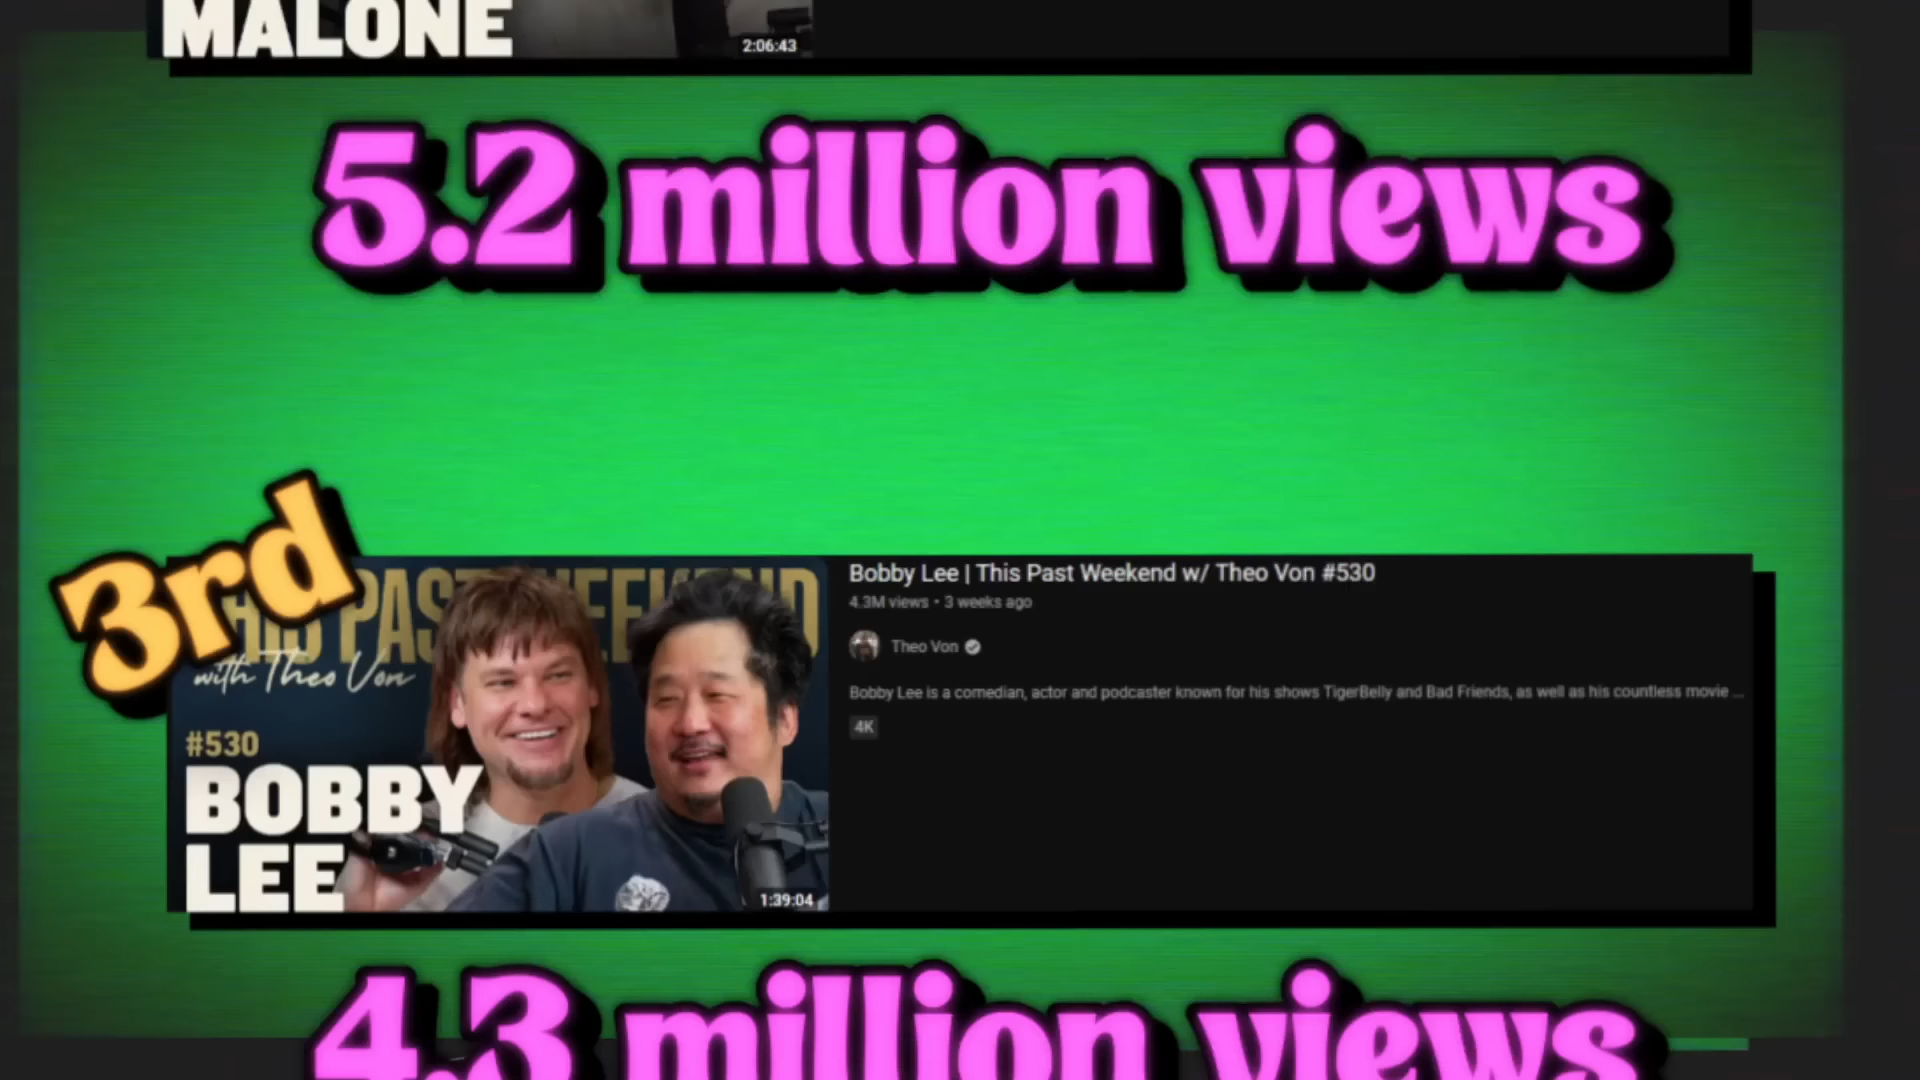 MALONE
2:06:43
5.2 million views
3rd
THIS PAST WEEKEND
with Theo Von
#530
BOBBY
LEE
1:39:04
Bobby Lee | This Past Weekend w/ Theo Von #530
4.3M views • 3 weeks ago
Theo Von
Bobby Lee is a comedian, actor and podcaster known for his shows TigerBelly and Bad Friends, as well as his countless movie ...
4K
4.3 million views